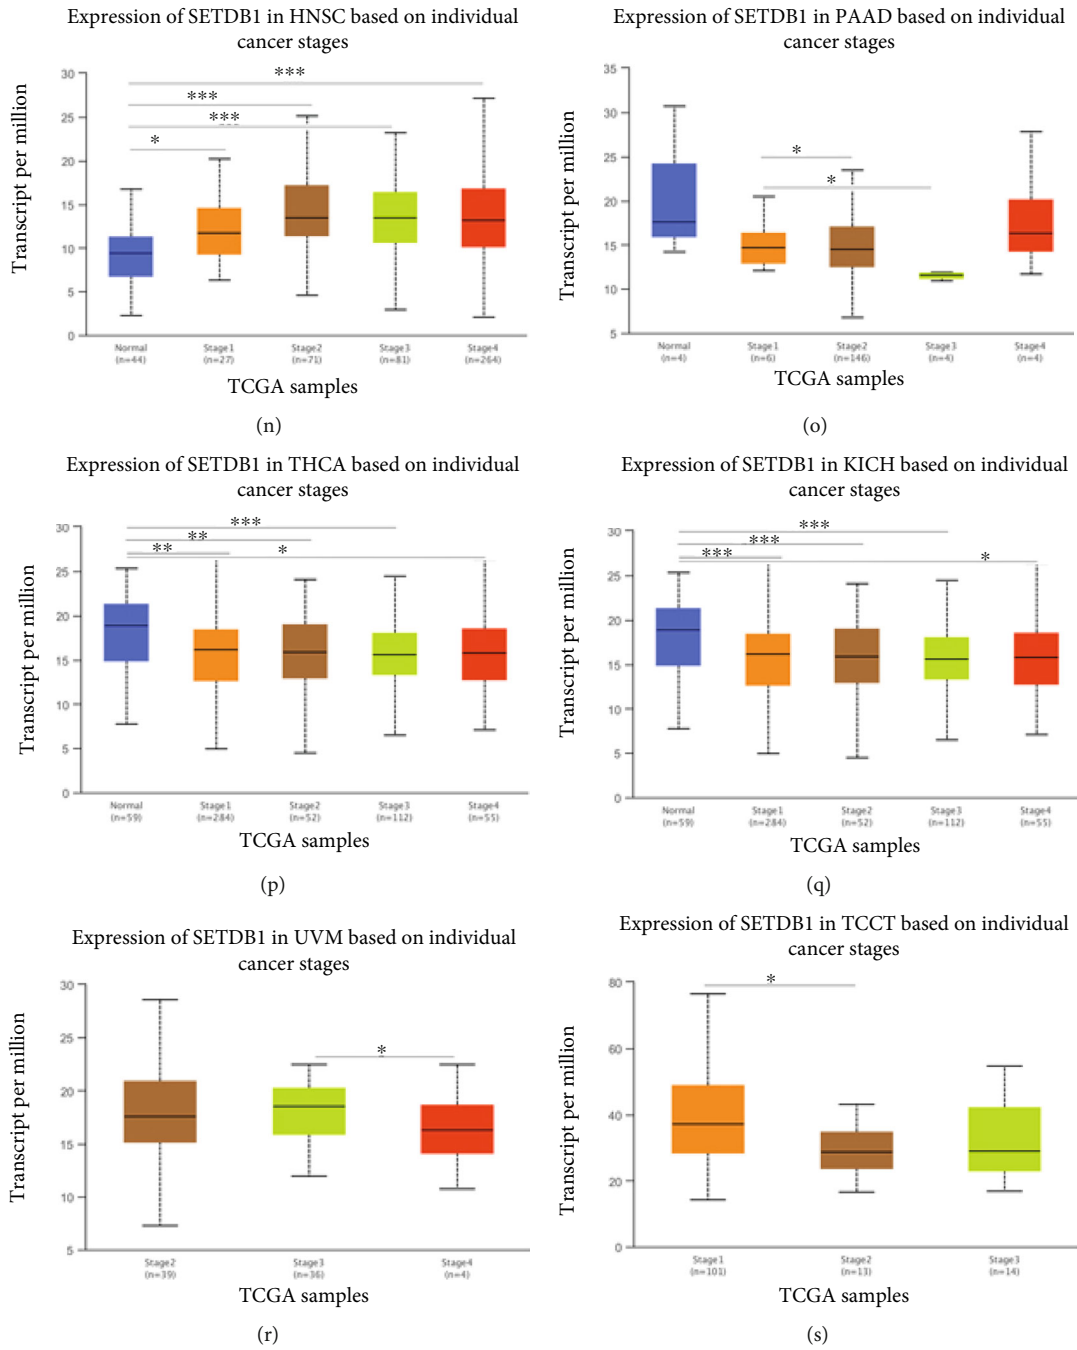 Expression of SETDB1 in HNSC based on individual
cancer stages
Transcript per million
30
25
20
15
10
5
0
***
***
***
*
Normal
(n=44)
Stage1
(n=27)
Stage2
(n=71)
Stage3
(n=81)
Stage4
(n=264)
TCGA samples
(n)
Expression of SETDB1 in PAAD based on individual
cancer stages
Transcript per million
35
30
25
20
15
10
5
*
*
Normal
(n=4)
Stage1
(n=6)
Stage2
(n=146)
Stage3
(n=4)
Stage4
(n=4)
TCGA samples
(o)
Expression of SETDB1 in THCA based on individual
cancer stages
Transcript per million
30
25
20
15
10
5
0
***
**
**
*
Normal
(n=59)
Stage1
(n=284)
Stage2
(n=52)
Stage3
(n=112)
Stage4
(n=55)
TCGA samples
(p)
Expression of SETDB1 in KICH based on individual
cancer stages
Transcript per million
30
25
20
15
10
5
0
***
***
***
*
Normal
(n=59)
Stage1
(n=284)
Stage2
(n=52)
Stage3
(n=112)
Stage4
(n=55)
TCGA samples
(q)
Expression of SETDB1 in UVM based on individual
cancer stages
Transcript per million
30
25
20
15
10
5
*
Stage2
(n=39)
Stage3
(n=36)
Stage4
(n=4)
TCGA samples
(r)
Expression of SETDB1 in TCCT based on individual
cancer stages
Transcript per million
80
60
40
20
0
*
Stage1
(n=101)
Stage2
(n=13)
Stage3
(n=14)
TCGA samples
(s)